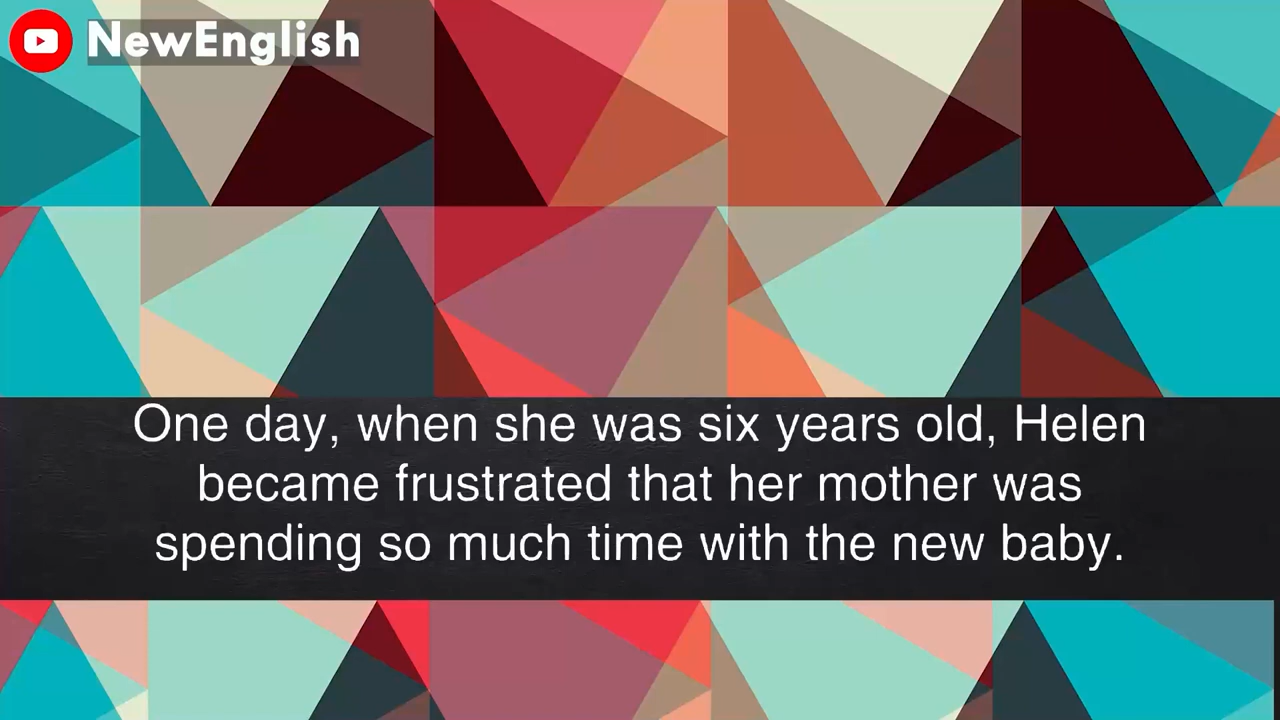 NewEnglish
One day, when she was six years old, Helen
became frustrated that her mother was
spending so much time with the new baby.